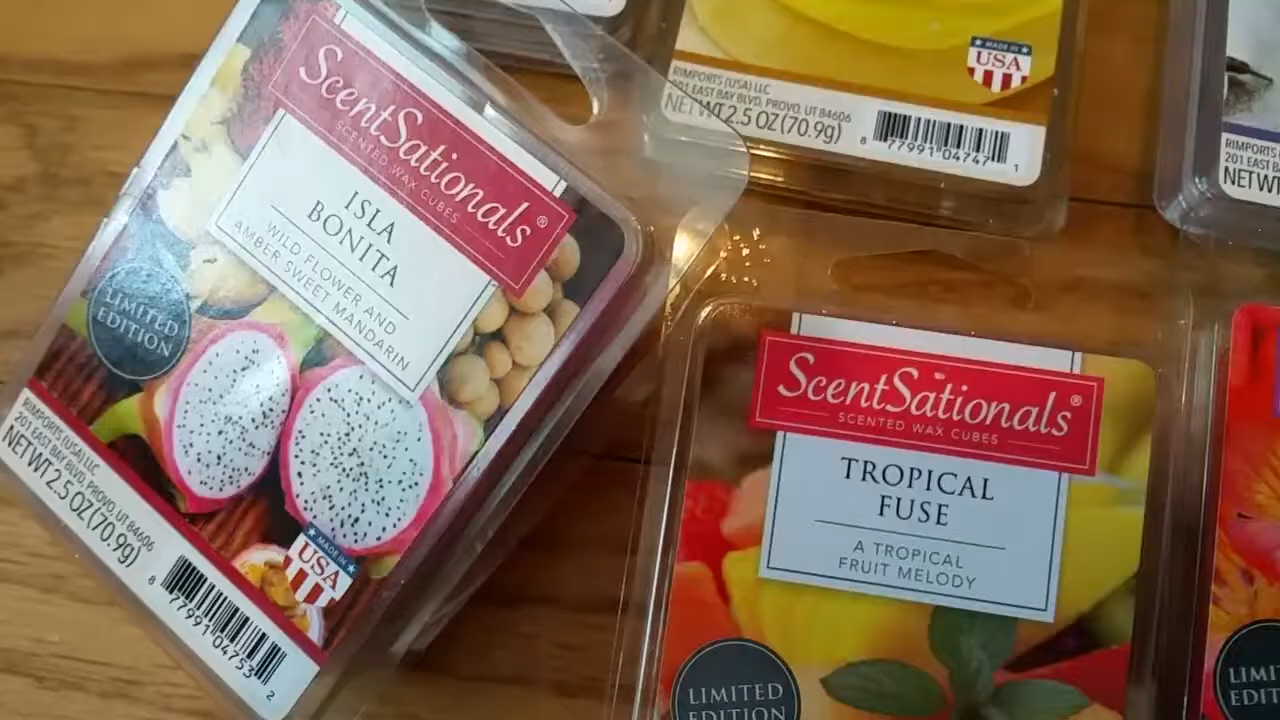 ScentSationals®
SCENTED WAX CUBES
ISLA
BONITA
WILD FLOWER AND
AMBER SWEET MANDARIN
LIMITED
EDITION
MADE IN
USA
RIMPORTS (USA) LLC
201 EAST BAY BLVD, PROVO, UT 84606
NET WT 2.5 OZ (70.9g)
8 77991 04753 2
MADE IN
USA
RIMPORTS (USA) LLC
201 EAST BAY BLVD, PROVO, UT 84606
NET WT 2.5 OZ (70.9g)
8 77991 04747 1
RIMPORTS
201 EAST B
NET WT
ScentSationals®
SCENTED WAX CUBES
TROPICAL
FUSE
A TROPICAL
FRUIT MELODY
LIMITED
EDITION
LIMI
EDIT